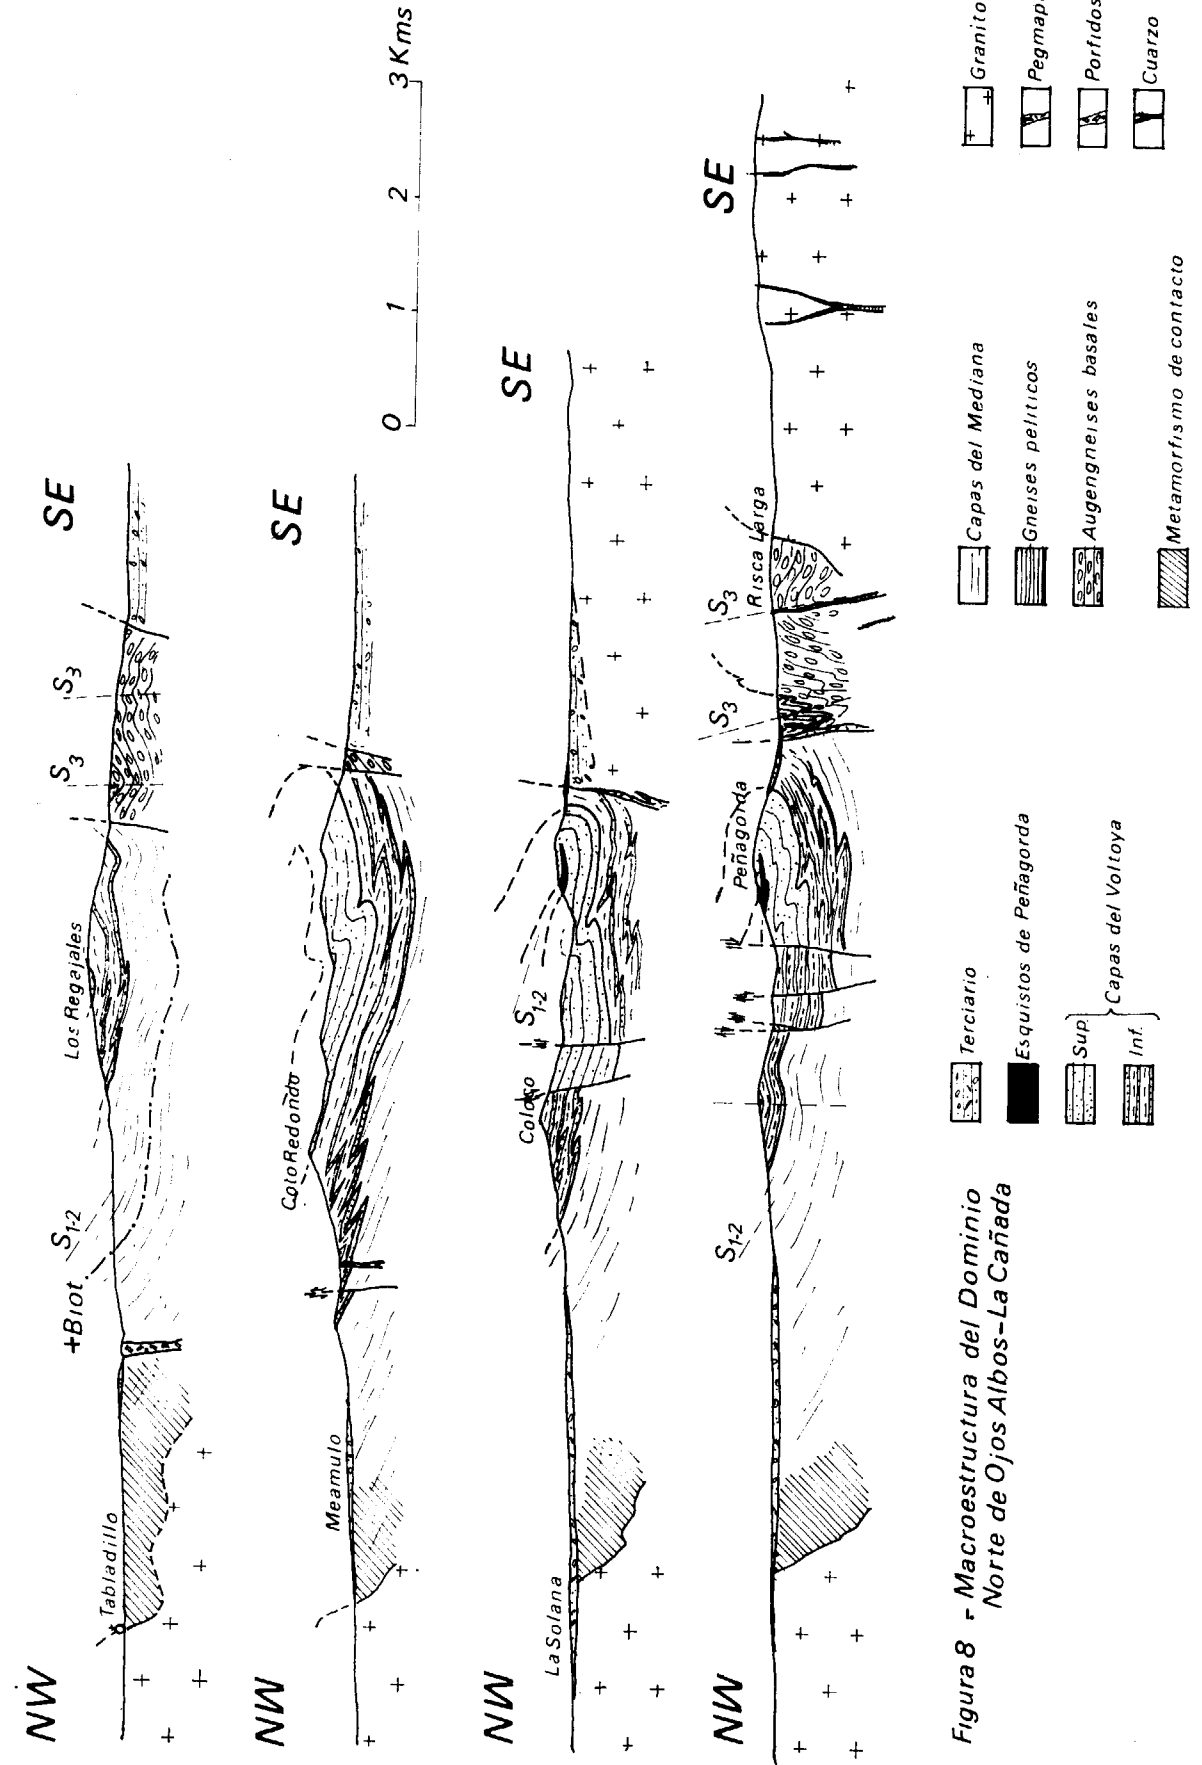 NW
Tabladillo
+Biot.
S1-2
Los Regajales
S3
S3
SE
NW
Meamulo
Colo Redondo
SE
0 1 2 3 Kms
NW
La Solana
Coloso
S1-2
SE
NW
S1-2
Peñagorda
S3
S3
Risca Larga
SE
Figura 8 - Macroestructura del Dominio
Norte de Ojos Albos-La Cañada
Terciario
Esquistos de Peñagorda
Sup.
Inf.
Capas del Voltoya
Capas del Mediana
Gneises pelíticos
Augengneises basales
Metamorfismo de contacto
Granito
Pegmap
Porfidos
Cuarzo